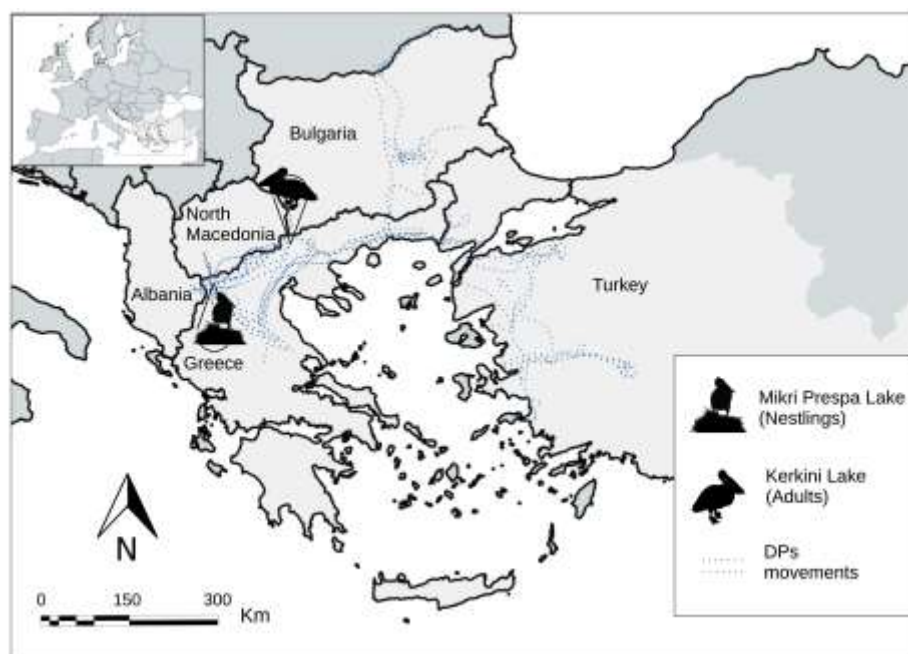 Bulgaria
North
Macedonia
Albania
Turkey
Greece
Mikri Prespa Lake
(Nestlings)
Kerkini Lake
(Adults)
DPs
movements
N
0 150 300
Km